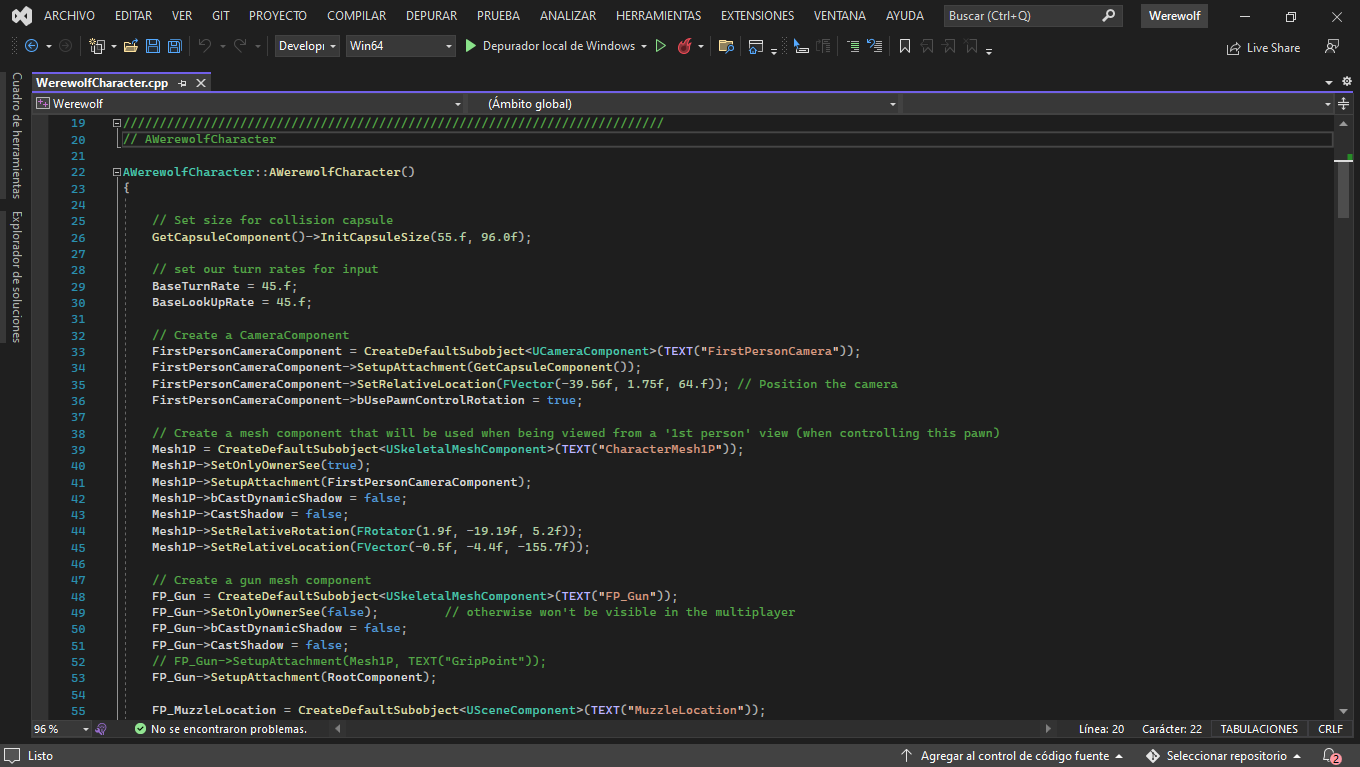 ARCHIVO EDITAR VER GIT PROYECTO COMPILAR DEPURAR PRUEBA ANALIZAR HERRAMIENTAS EXTENSIONES VENTANA AYUDA Buscar (Ctrl+Q) Werewolf
Developı Win64 Depurador local de Windows Live Share
Cuadro de herramientas
Explorador de soluciones
WerewolfCharacter.cpp
Werewolf (Ámbito global)
19 //////////////////////////////////////////////////////////////////////////
20 // AWerewolfCharacter
21
22 AWerewolfCharacter::AWerewolfCharacter()
23 {
24
25 // Set size for collision capsule
26 GetCapsuleComponent()->InitCapsuleSize(55.f, 96.0f);
27
28 // set our turn rates for input
29 BaseTurnRate = 45.f;
30 BaseLookUpRate = 45.f;
31
32 // Create a CameraComponent
33 FirstPersonCameraComponent = CreateDefaultSubobject<UCameraComponent>(TEXT("FirstPersonCamera"));
34 FirstPersonCameraComponent->SetupAttachment(GetCapsuleComponent());
35 FirstPersonCameraComponent->SetRelativeLocation(FVector(-39.56f, 1.75f, 64.f)); // Position the camera
36 FirstPersonCameraComponent->bUsePawnControlRotation = true;
37
38 // Create a mesh component that will be used when being viewed from a '1st person' view (when controlling this pawn)
39 Mesh1P = CreateDefaultSubobject<USkeletalMeshComponent>(TEXT("CharacterMesh1P"));
40 Mesh1P->SetOnlyOwnerSee(true);
41 Mesh1P->SetupAttachment(FirstPersonCameraComponent);
42 Mesh1P->bCastDynamicShadow = false;
43 Mesh1P->CastShadow = false;
44 Mesh1P->SetRelativeRotation(FRotator(1.9f, -19.19f, 5.2f));
45 Mesh1P->SetRelativeLocation(FVector(-0.5f, -4.4f, -155.7f));
46
47 // Create a gun mesh component
48 FP_Gun = CreateDefaultSubobject<USkeletalMeshComponent>(TEXT("FP_Gun"));
49 FP_Gun->SetOnlyOwnerSee(false); // otherwise won't be visible in the multiplayer
50 FP_Gun->bCastDynamicShadow = false;
51 FP_Gun->CastShadow = false;
52 // FP_Gun->SetupAttachment(Mesh1P, TEXT("GripPoint"));
53 FP_Gun->SetupAttachment(RootComponent);
54
55 FP_MuzzleLocation = CreateDefaultSubobject<USceneComponent>(TEXT("MuzzleLocation"));
96 % No se encontraron problemas. Línea: 20 Carácter: 22 TABULACIONES CRLF
Listo Agregar al control de código fuente Seleccionar repositorio 2